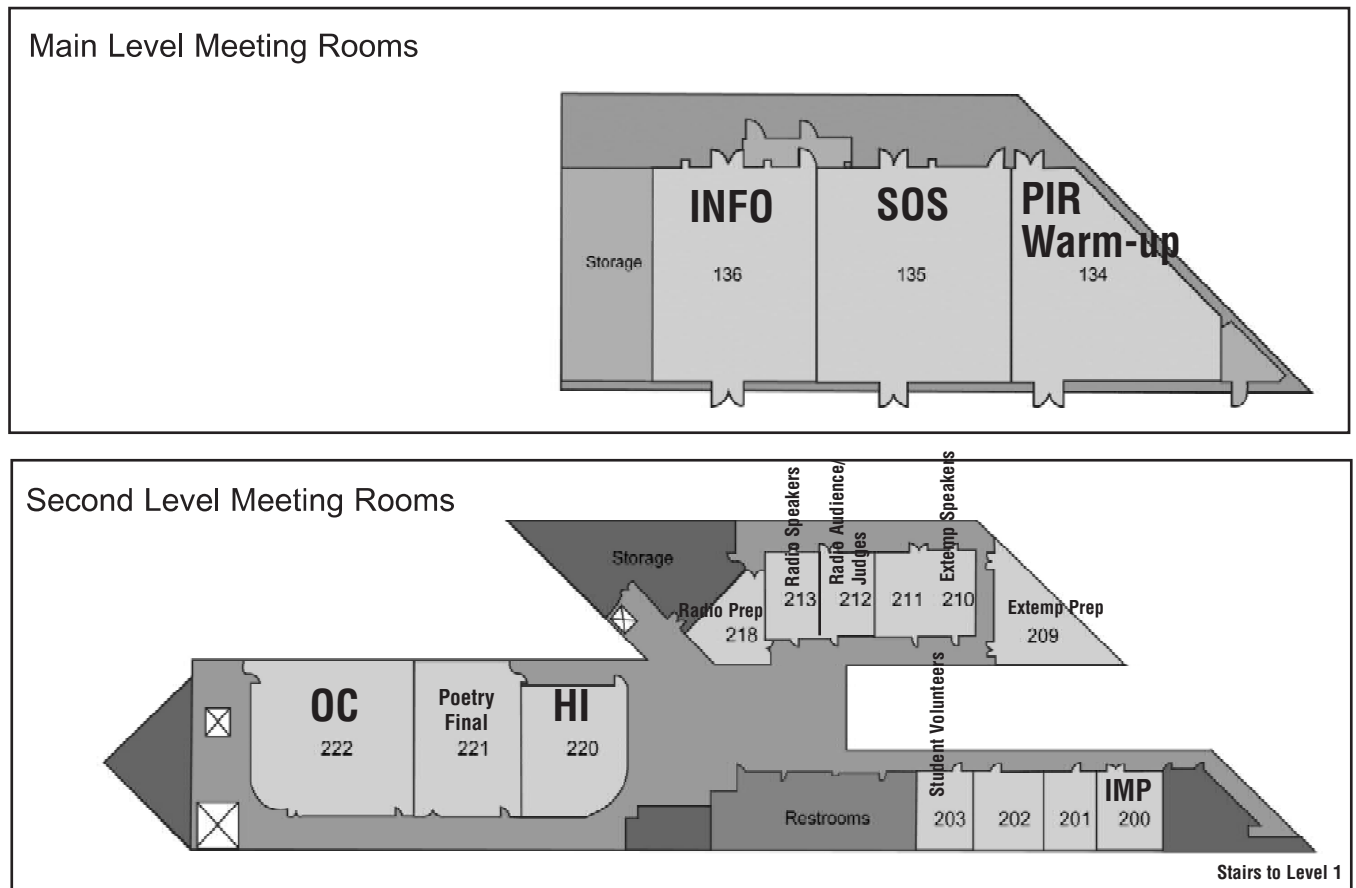 Main Level Meeting Rooms
INFO
SOS
PIR
Warm-up
Storage
136
135
134
Second Level Meeting Rooms
Radio Speakers
Radio Audience/
Judges
Extemp Speakers
Storage
Radio Prep
218
213
212
211
210
Extemp Prep
209
OC
222
Poetry
Final
221
HI
220
Student Volunteers
Restrooms
203
202
201
IMP
200
Stairs to Level 1